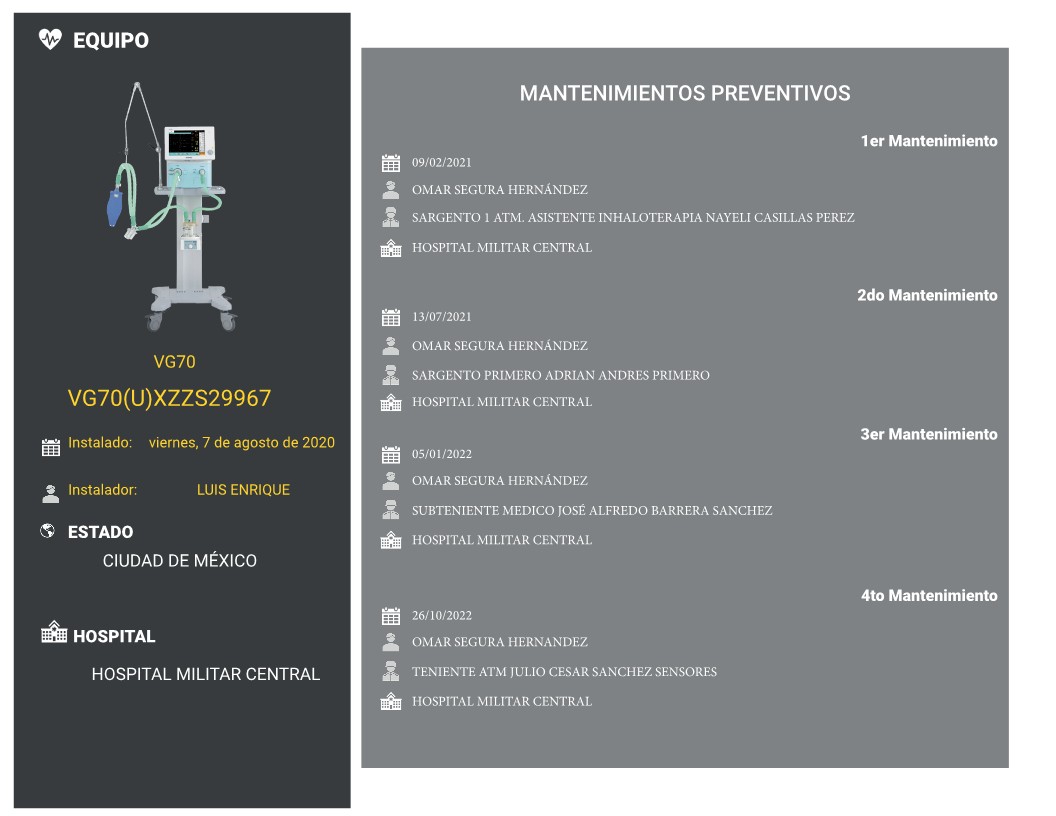 EQUIPO
VG70
VG70(U)XZZS29967
Instalado: viernes, 7 de agosto de 2020
Instalador: LUIS ENRIQUE
ESTADO
CIUDAD DE MÉXICO
HOSPITAL
HOSPITAL MILITAR CENTRAL
MANTENIMIENTOS PREVENTIVOS
1er Mantenimiento
09/02/2021
OMAR SEGURA HERNÁNDEZ
SARGENTO 1 ATM. ASISTENTE INHALOTERAPIA NAYELI CASILLAS PEREZ
HOSPITAL MILITAR CENTRAL
2do Mantenimiento
13/07/2021
OMAR SEGURA HERNÁNDEZ
SARGENTO PRIMERO ADRIAN ANDRES PRIMERO
HOSPITAL MILITAR CENTRAL
3er Mantenimiento
05/01/2022
OMAR SEGURA HERNÁNDEZ
SUBTENIENTE MEDICO JOSÉ ALFREDO BARRERA SANCHEZ
HOSPITAL MILITAR CENTRAL
4to Mantenimiento
26/10/2022
OMAR SEGURA HERNANDEZ
TENIENTE ATM JULIO CESAR SANCHEZ SENSORES
HOSPITAL MILITAR CENTRAL